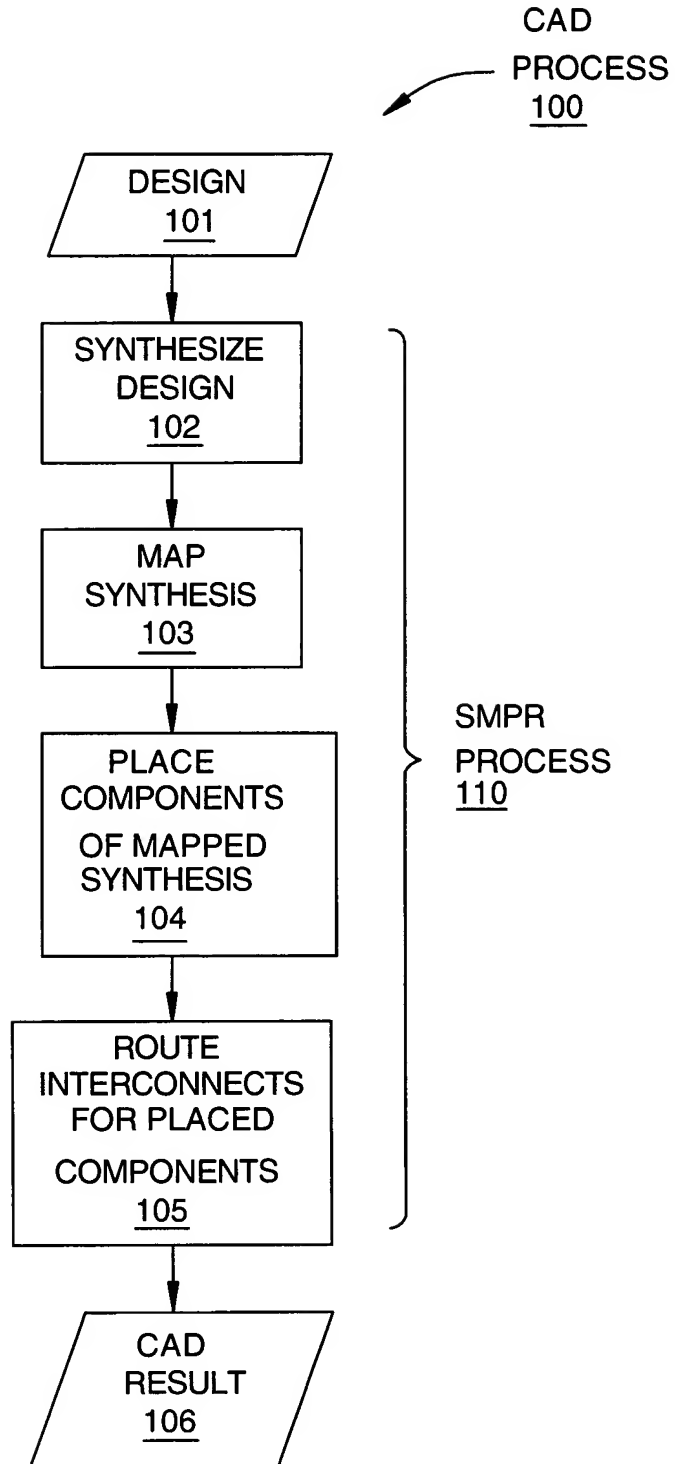 CAD
PROCESS
100
DESIGN
101
SYNTHESIZE
DESIGN
102
MAP
SYNTHESIS
103
PLACE
COMPONENTS
OF MAPPED
SYNTHESIS
104
SMPR
PROCESS
110
ROUTE
INTERCONNECTS
FOR PLACED
COMPONENTS
105
CAD
RESULT
106